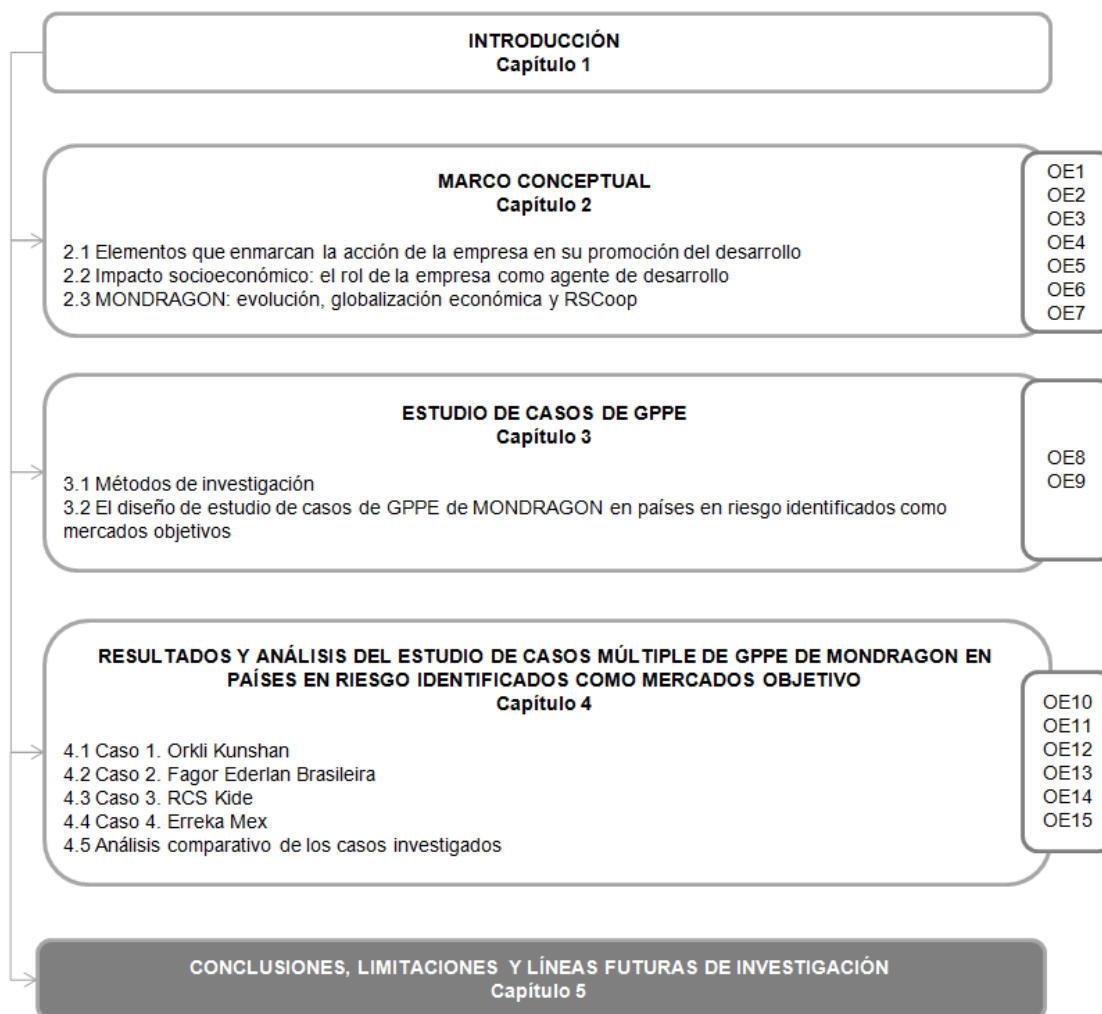 INTRODUCCIÓN
Capítulo 1
MARCO CONCEPTUAL
Capítulo 2
2.1 Elementos que enmarcan la acción de la empresa en su promoción del desarrollo
2.2 Impacto socioeconómico: el rol de la empresa como agente de desarrollo
2.3 MONDRAGON: evolución, globalización económica y RSCoop
OE1
OE2
OE3
OE4
OE5
OE6
OE7
ESTUDIO DE CASOS DE GPPE
Capítulo 3
3.1 Métodos de investigación
3.2 El diseño de estudio de casos de GPPE de MONDRAGON en países en riesgo identificados como
mercados objetivos
OE8
OE9
RESULTADOS Y ANÁLISIS DEL ESTUDIO DE CASOS MÚLTIPLE DE GPPE DE MONDRAGON EN
PAÍSES EN RIESGO IDENTIFICADOS COMO MERCADOS OBJETIVO
Capítulo 4
4.1 Caso 1. Orkli Kunshan
4.2 Caso 2. Fagor Ederlan Brasileira
4.3 Caso 3. RCS Kide
4.4 Caso 4. Erreka Mex
4.5 Análisis comparativo de los casos investigados
OE10
OE11
OE12
OE13
OE14
OE15
CONCLUSIONES, LIMITACIONES Y LÍNEAS FUTURAS DE INVESTIGACIÓN
Capítulo 5